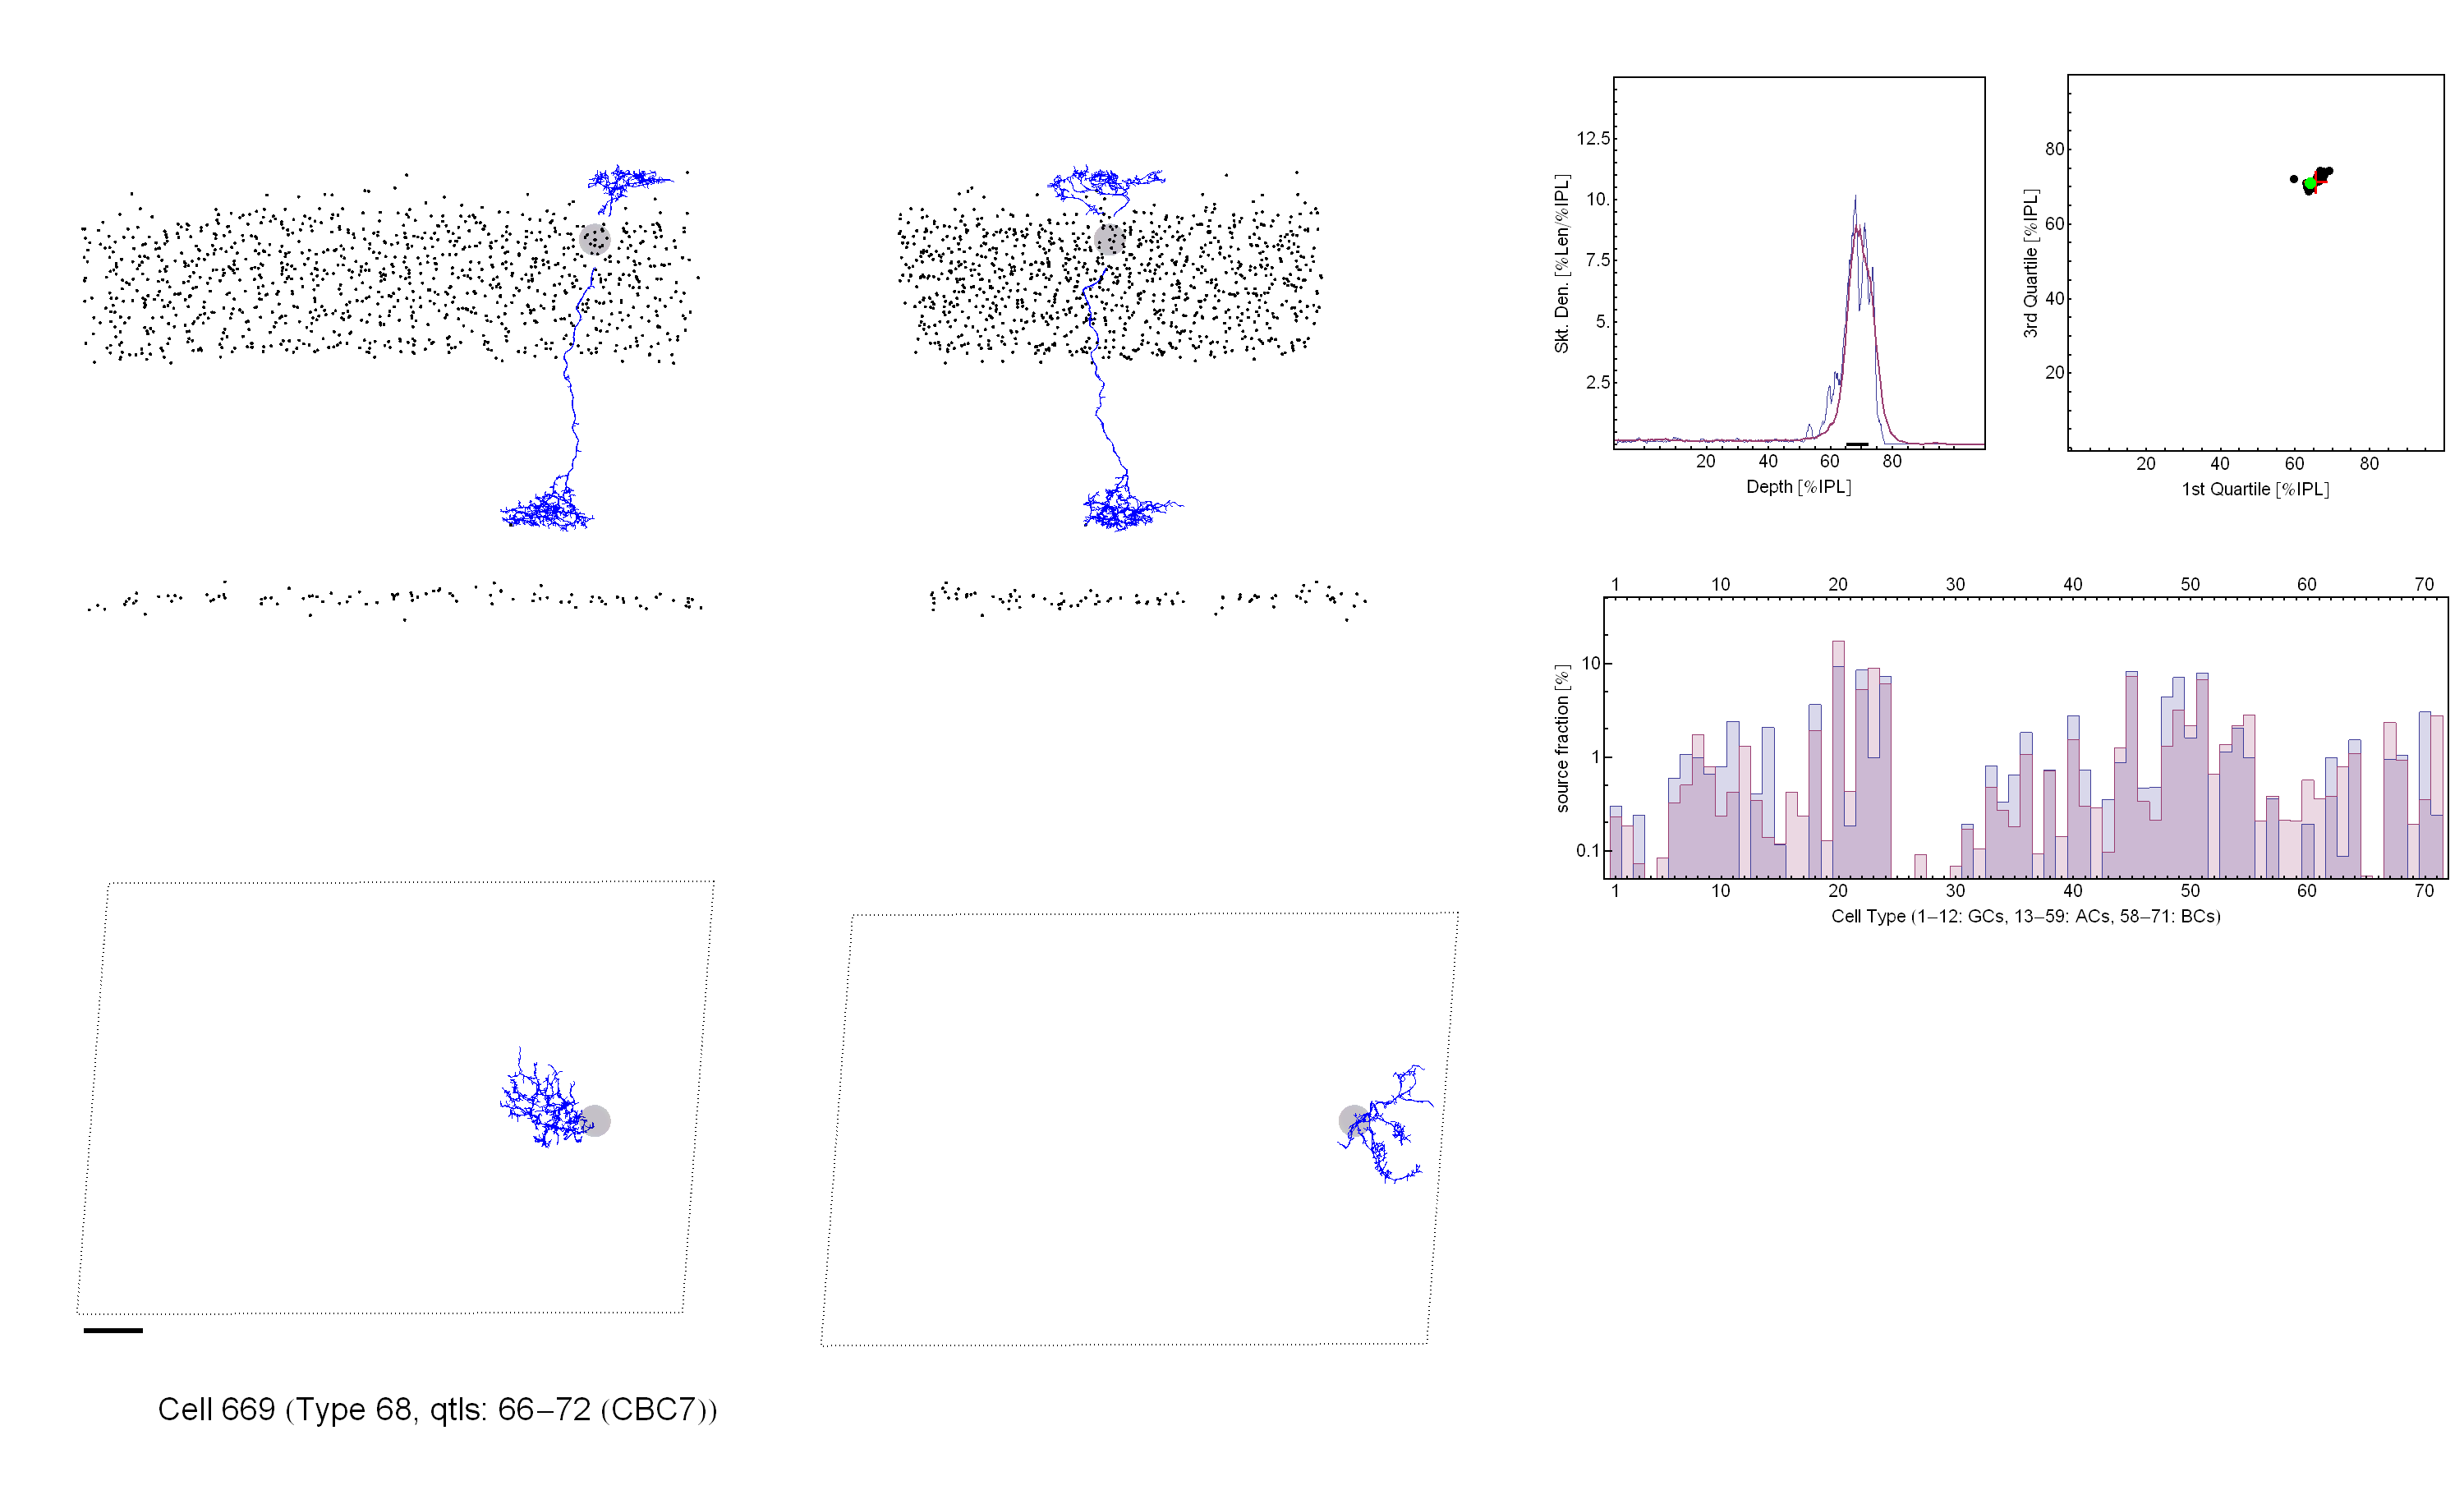 12.5
10.
7.5
5.
2.5
Skt. Den. [%Len/%IPL]
20 40 60 80
Depth [%IPL]
80
60
40
20
3rd Quartile [%IPL]
20 40 60 80
1st Quartile [%IPL]
1 10 20 30 40 50 60 70
10
1
0.1
source fraction [%]
1 10 20 30 40 50 60 70
Cell Type (1–12: GCs, 13–59: ACs, 58–71: BCs)
Cell 669 (Type 68, qtls: 66–72 (CBC7))